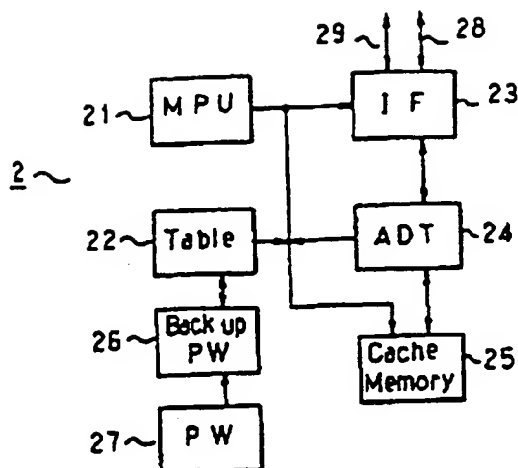 29 28
21 MPU IF 23
2
22 Table ADT 24
26 Back up PW
Cache Memory 25
27 PW